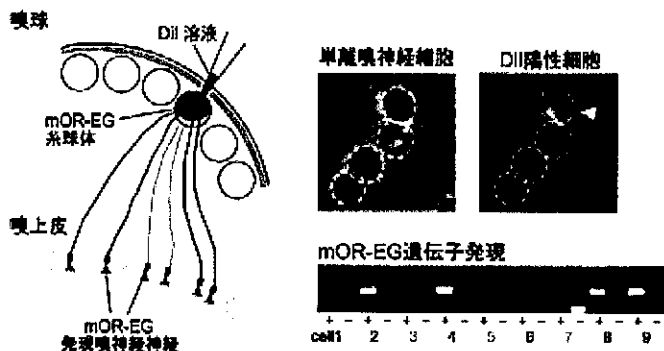 嗅球
DiI 溶液
mOR-EG
糸球体
嗅上皮
mOR-EG
発現嗅神経神経
単離嗅神経細胞
DiI陽性細胞
mOR-EG遺伝子発現
+ - + - + - + - + - + - + - + - + -
cell1 2 3 4 5 6 7 8 9